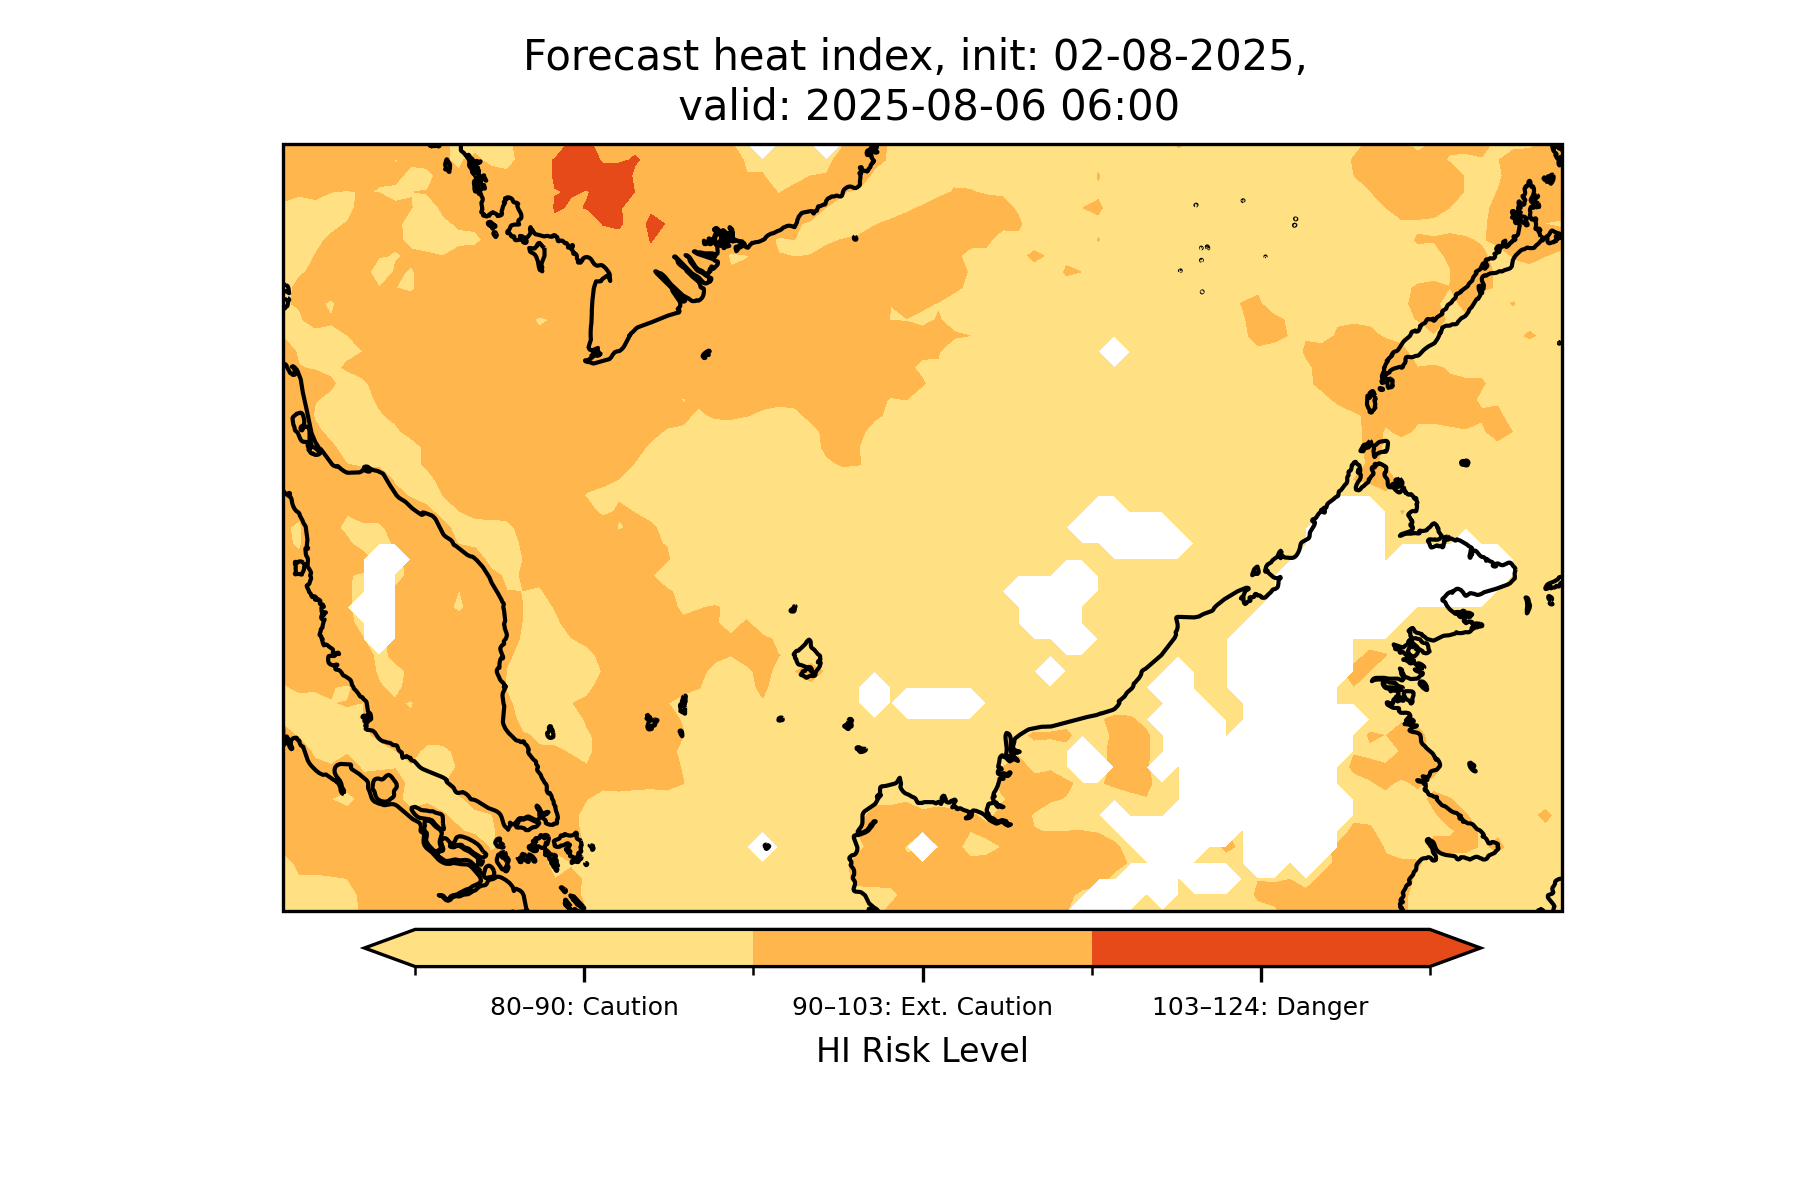 Forecast heat index, init: 02-08-2025,
valid: 2025-08-06 06:00
80–90: Caution
90–103: Ext. Caution
103–124: Danger
HI Risk Level